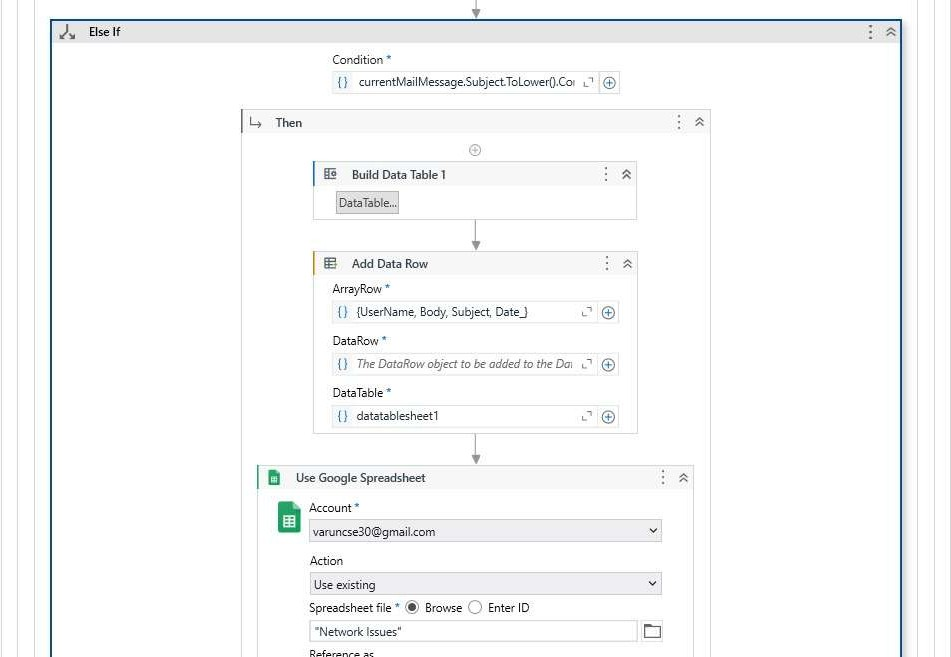 Else If
Condition *
currentMailMessage.Subject.ToLower().Co
Then
Build Data Table 1
DataTable...
Add Data Row
ArrayRow *
{UserName, Body, Subject, Date_}
DataRow *
The DataRow object to be added to the Da
DataTable *
datatablesheet1
Use Google Spreadsheet
Account *
varuncse30@gmail.com
Action
Use existing
Spreadsheet file * Browse Enter ID
"Network Issues"
Reference as